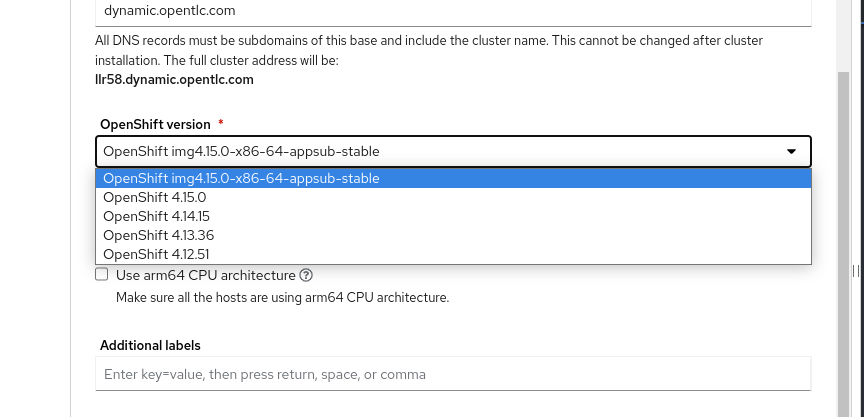 dynamic.opentlc.com
All DNS records must be subdomains of this base and include the cluster name. This cannot be changed after cluster
installation. The full cluster address will be:
llr58.dynamic.opentlc.com
OpenShift version *
OpenShift img4.15.0-x86-64-appsub-stable
OpenShift img4.15.0-x86-64-appsub-stable
OpenShift 4.15.0
OpenShift 4.14.15
OpenShift 4.13.36
OpenShift 4.12.51
Use arm64 CPU architecture ?
Make sure all the hosts are using arm64 CPU architecture.
Additional labels
Enter key=value, then press return, space, or comma